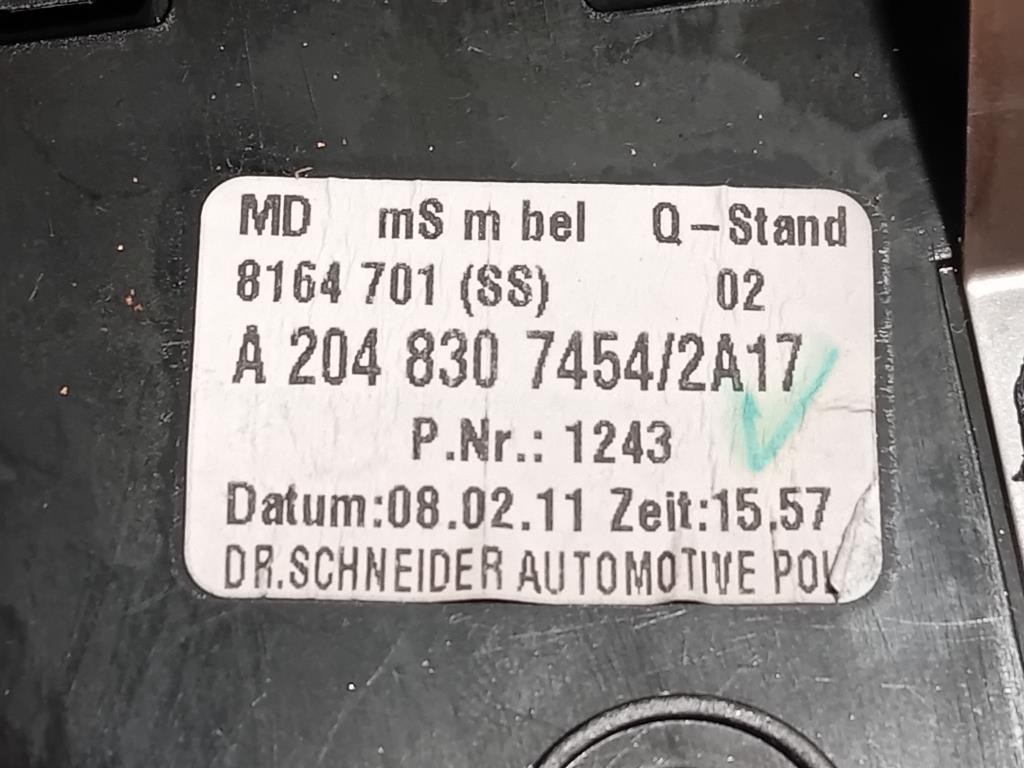 MD mS m bel Q-Stand
8164 701 (SS) 02
A 204 830 7454/2A17
P.Nr.: 1243
Datum:08.02.11 Zeit:15.57
DR.SCHNEIDER AUTOMOTIVE